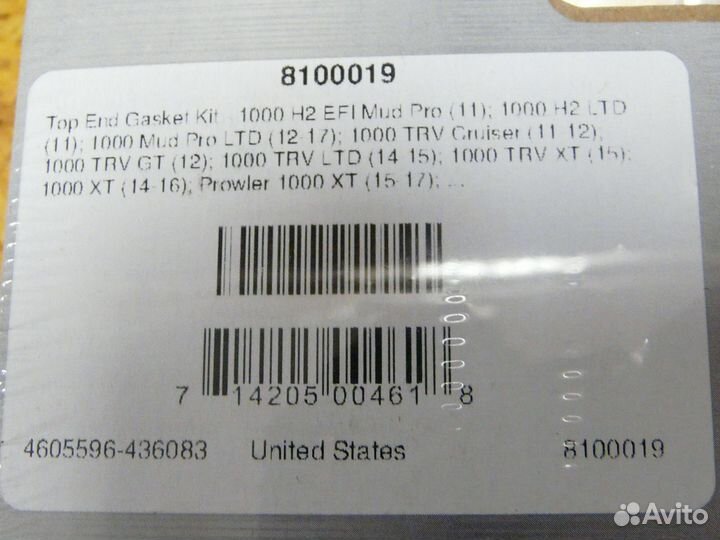 8100019
Top End Gasket Kit - 1000 H2 EFI Mud Pro (11); 1000 H2 LTD
(11); 1000 Mud Pro LTD (12-17); 1000 TRV Cruiser (11-12);
1000 TRV GT (12); 1000 TRV LTD (14-15); 1000 TRV XT (15);
1000 XT (14-16); Prowler 1000 XT (15-17); ...
7 14205 00461 8
4605596-436083 United States 8100019
Avito